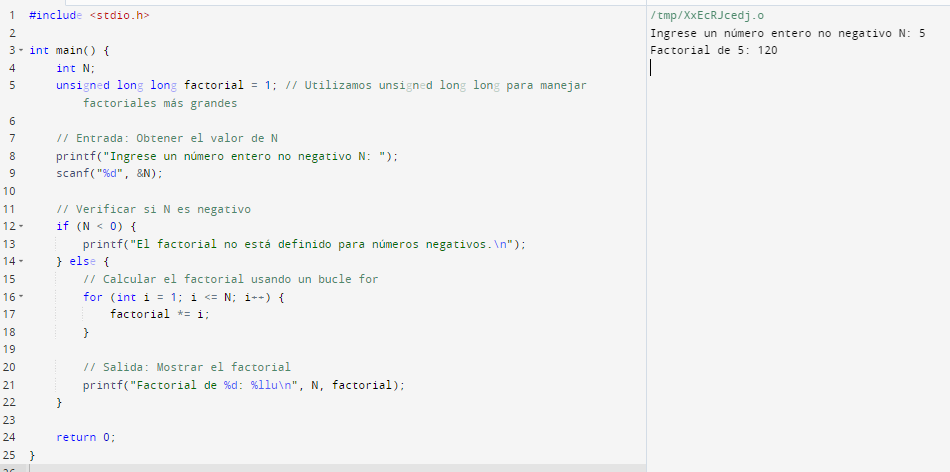 1 #include <stdio.h>
2
3 int main() {
4 int N;
5 unsigned long long factorial = 1; // Utilizamos unsigned long long para manejar
factoriales más grandes
6
7 // Entrada: Obtener el valor de N
8 printf("Ingrese un número entero no negativo N: ");
9 scanf("%d", &N);
10
11 // Verificar si N es negativo
12 if (N < 0) {
13 printf("El factorial no está definido para números negativos.\n");
14 } else {
15 // Calcular el factorial usando un bucle for
16 for (int i = 1; i <= N; i++) {
17 factorial *= i;
18 }
19
20 // Salida: Mostrar el factorial
21 printf("Factorial de %d: %llu\n", N, factorial);
22 }
23
24 return 0;
25 }
/tmp/XxEcRJcedj.o
Ingrese un número entero no negativo N: 5
Factorial de 5: 120